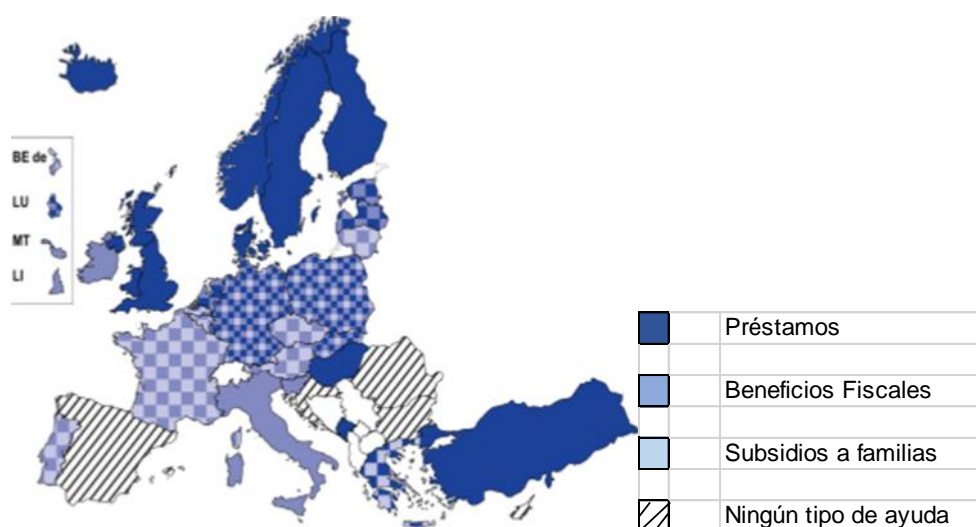 BE de
LU
MT
LI
Préstamos
Beneficios Fiscales
Subsidios a familias
Ningún tipo de ayuda